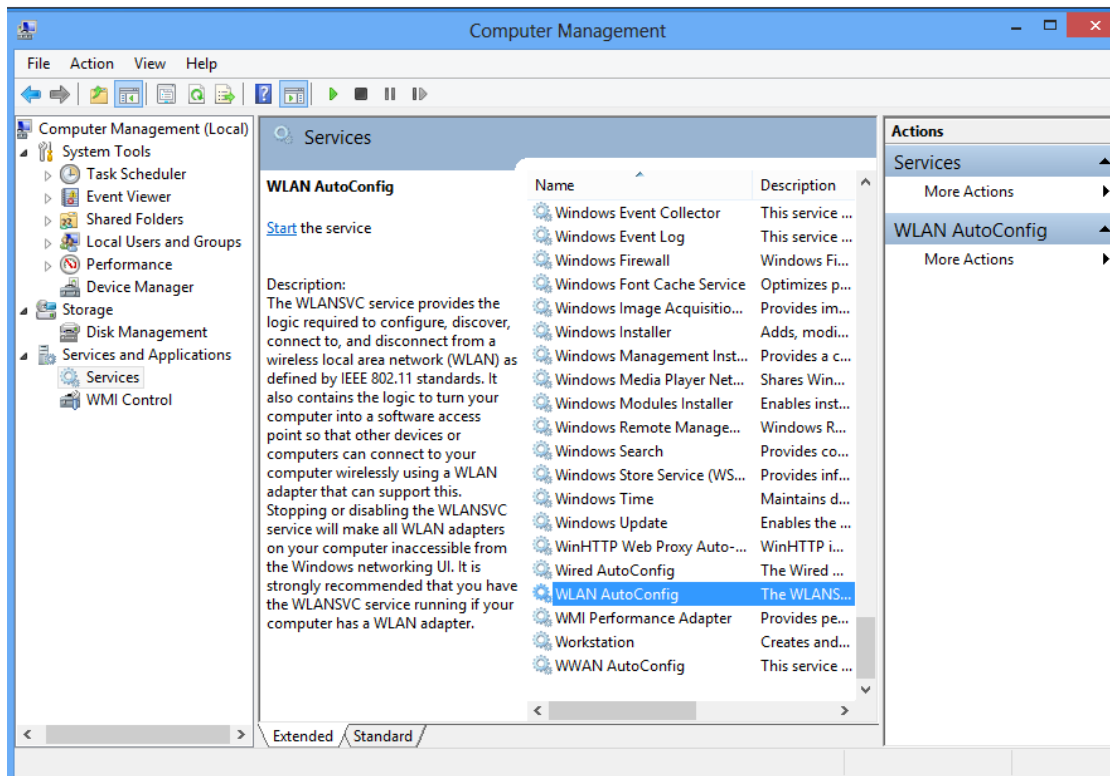 Computer Management
File Action View Help
Computer Management (Local)
System Tools
Task Scheduler
Event Viewer
Shared Folders
Local Users and Groups
Performance
Device Manager
Storage
Disk Management
Services and Applications
Services
WMI Control
Services
WLAN AutoConfig
Start the service
Description:
The WLANSVC service provides the
logic required to configure, discover,
connect to, and disconnect from a
wireless local area network (WLAN) as
defined by IEEE 802.11 standards. It
also contains the logic to turn your
computer into a software access
point so that other devices or
computers can connect to your
computer wirelessly using a WLAN
adapter that can support this.
Stopping or disabling the WLANSVC
service will make all WLAN adapters
on your computer inaccessible from
the Windows networking UI. It is
strongly recommended that you have
the WLANSVC service running if your
computer has a WLAN adapter.
Name Description
Windows Event Collector This service ...
Windows Event Log This service ...
Windows Firewall Windows Fi...
Windows Font Cache Service Optimizes p...
Windows Image Acquisitio... Provides im...
Windows Installer Adds, modi...
Windows Management Inst... Provides a c...
Windows Media Player Net... Shares Win...
Windows Modules Installer Enables inst...
Windows Remote Manage... Windows R...
Windows Search Provides co...
Windows Store Service (WS... Provides inf...
Windows Time Maintains d...
Windows Update Enables the ...
WinHTTP Web Proxy Auto-... WinHTTP i...
Wired AutoConfig The Wired ...
WLAN AutoConfig The WLANS...
WMI Performance Adapter Provides pe...
Workstation Creates and...
WWAN AutoConfig This service ...
Extended Standard
Actions
Services
More Actions
WLAN AutoConfig
More Actions